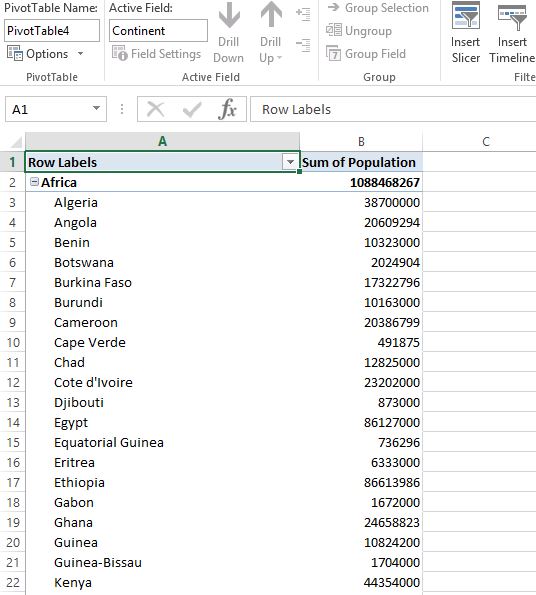 PivotTable Name: Active Field:
PivotTable4 Continent
Options Field Settings
Drill Down Drill Up
PivotTable Active Field
Group Selection
Ungroup
Group Field
Group
Insert Slicer Insert Timeline
Filte
A1 fx Row Labels
A B C
1 Row Labels Sum of Population
2 Africa 1088468267
3 Algeria 38700000
4 Angola 20609294
5 Benin 10323000
6 Botswana 2024904
7 Burkina Faso 17322796
8 Burundi 10163000
9 Cameroon 20386799
10 Cape Verde 491875
11 Chad 12825000
12 Cote d'Ivoire 23202000
13 Djibouti 873000
14 Egypt 86127000
15 Equatorial Guinea 736296
16 Eritrea 6333000
17 Ethiopia 86613986
18 Gabon 1672000
19 Ghana 24658823
20 Guinea 10824200
21 Guinea-Bissau 1704000
22 Kenya 44354000